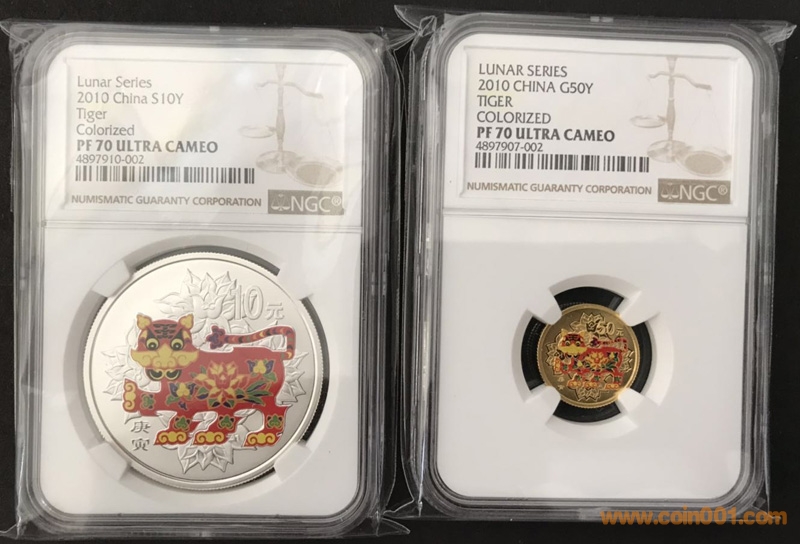 Lunar Series
2010 China S10Y
Tiger
Colorized
PF 70 ULTRA CAMEO
4897910-002
NUMISMATIC GUARANTY CORPORATION
NGC®
10元
庚寅
LUNAR SERIES
2010 CHINA G50Y
TIGER
COLORIZED
PF 70 ULTRA CAMEO
4897907-002
NUMISMATIC GUARANTY CORPORATION
NGC®
50元
www.coin001.com